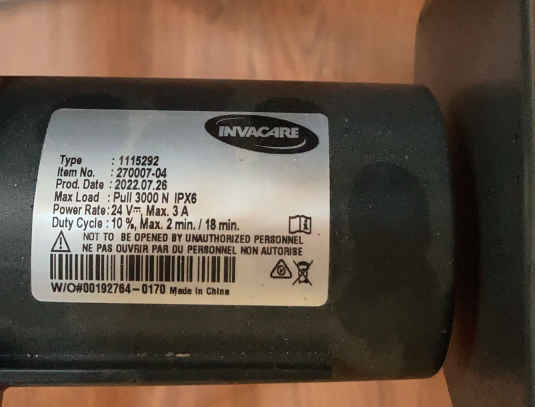 INVACARE
Type : 1115292
Item No. : 270007-04
Prod. Date : 2022.07.26
Max Load : Pull 3000 N IPX6
Power Rate: 24 V⎓, Max. 3 A
Duty Cycle : 10 %, Max. 2 min. / 18 min.
NOT TO BE OPENED BY UNAUTHORIZED PERSONNEL
NE PAS OUVRIR PAR DU PERSONNEL NON AUTORISE
W/O#00192764-0170 Made in China